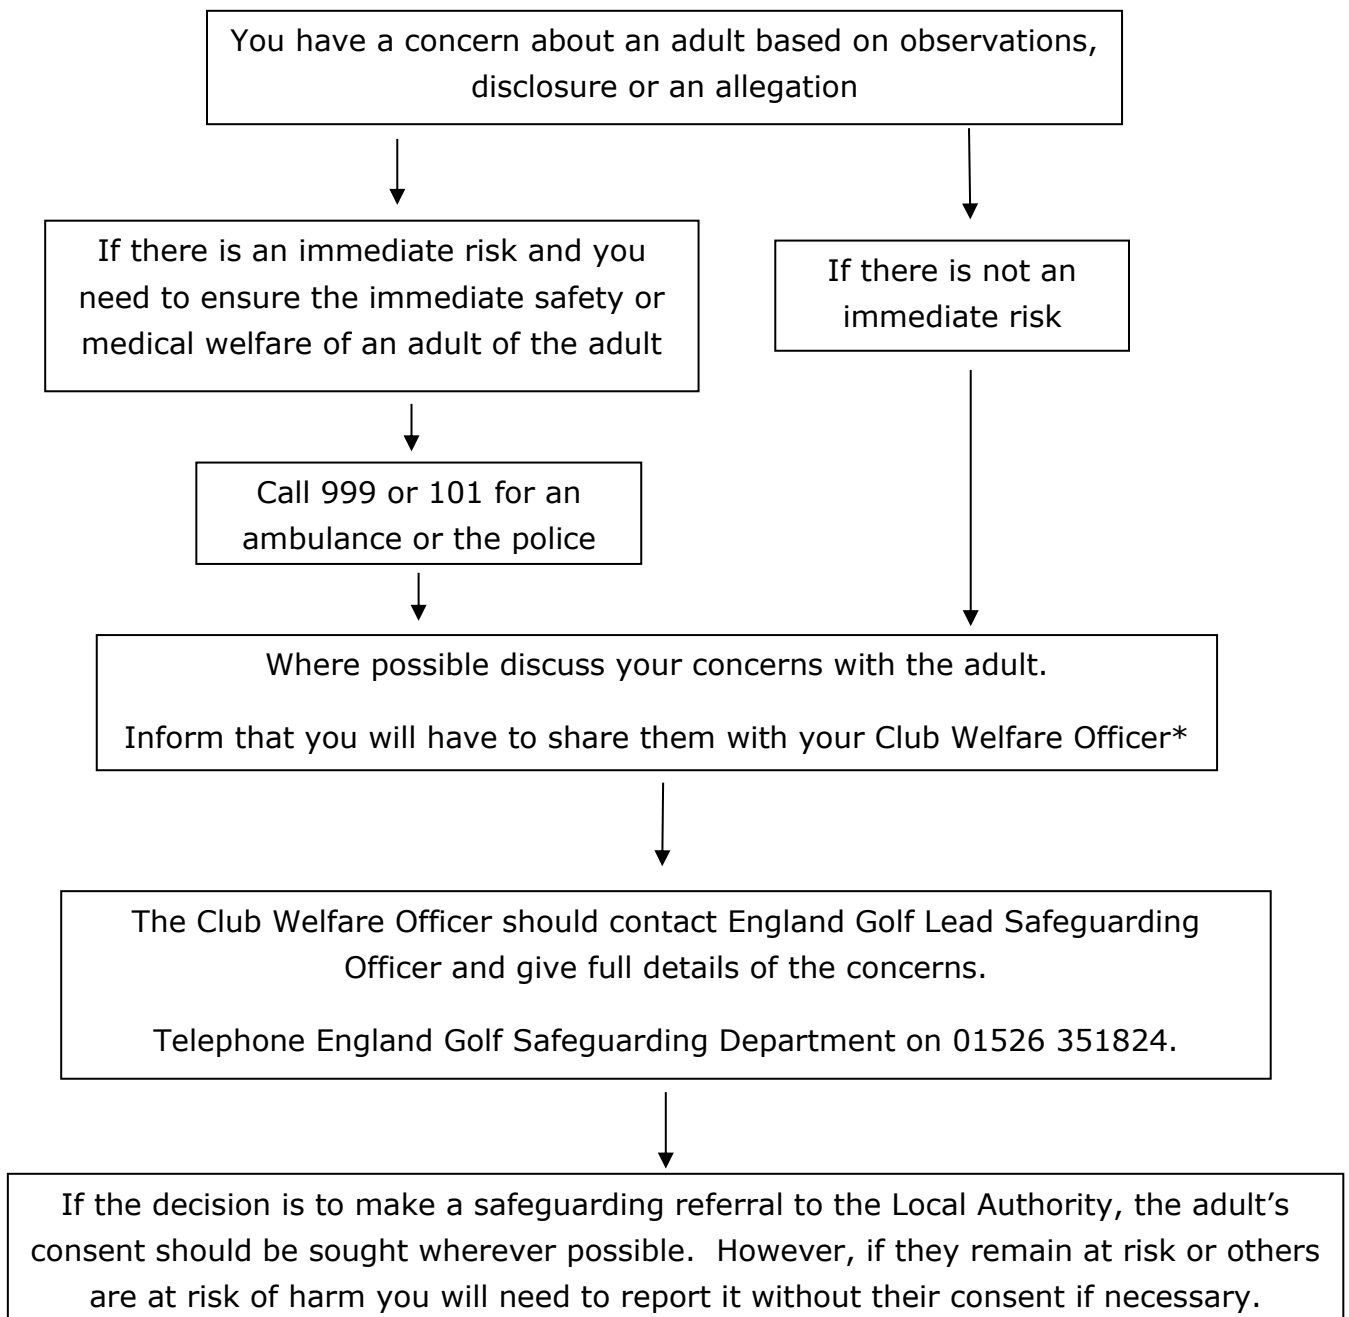 You have a concern about an adult based on observations,
disclosure or an allegation
If there is an immediate risk and you
need to ensure the immediate safety or
medical welfare of an adult of the adult
If there is not an
immediate risk
Call 999 or 101 for an
ambulance or the police
Where possible discuss your concerns with the adult.
Inform that you will have to share them with your Club Welfare Officer*
The Club Welfare Officer should contact England Golf Lead Safeguarding
Officer and give full details of the concerns.
Telephone England Golf Safeguarding Department on 01526 351824.
If the decision is to make a safeguarding referral to the Local Authority, the adult’s
consent should be sought wherever possible.  However, if they remain at risk or others
are at risk of harm you will need to report it without their consent if necessary.